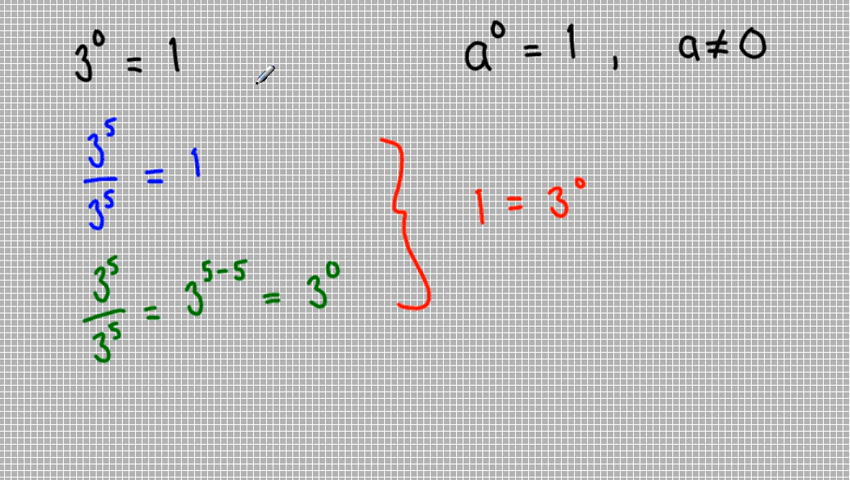 3⁰ = 1
a⁰ = 1 , a ≠ 0
3⁵/3⁵ = 1
1 = 3⁰
3⁵/3⁵ = 3⁵⁻⁵ = 3⁰